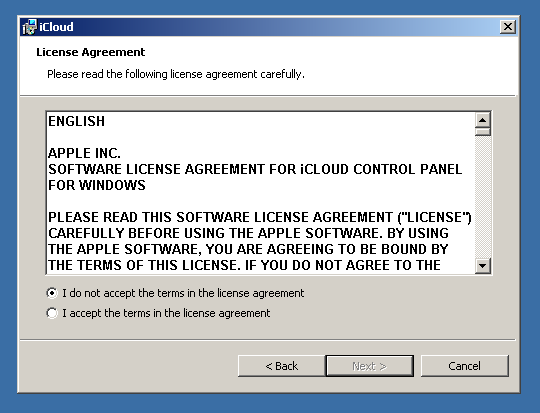 iCloud
License Agreement
Please read the following license agreement carefully.
ENGLISH
APPLE INC.
SOFTWARE LICENSE AGREEMENT FOR iCLOUD CONTROL PANEL
FOR WINDOWS
PLEASE READ THIS SOFTWARE LICENSE AGREEMENT ("LICENSE")
CAREFULLY BEFORE USING THE APPLE SOFTWARE. BY USING
THE APPLE SOFTWARE, YOU ARE AGREEING TO BE BOUND BY
THE TERMS OF THIS LICENSE. IF YOU DO NOT AGREE TO THE
I do not accept the terms in the license agreement
I accept the terms in the license agreement
< Back
Next >
Cancel